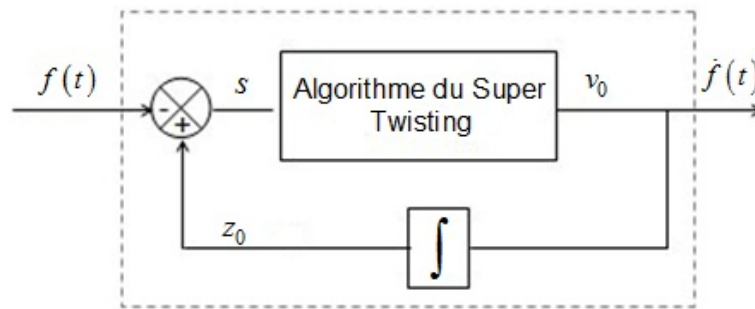 f(t)
-
+
s
Algorithme du Super
Twisting
v₀
ḟ(t)
z₀
∫